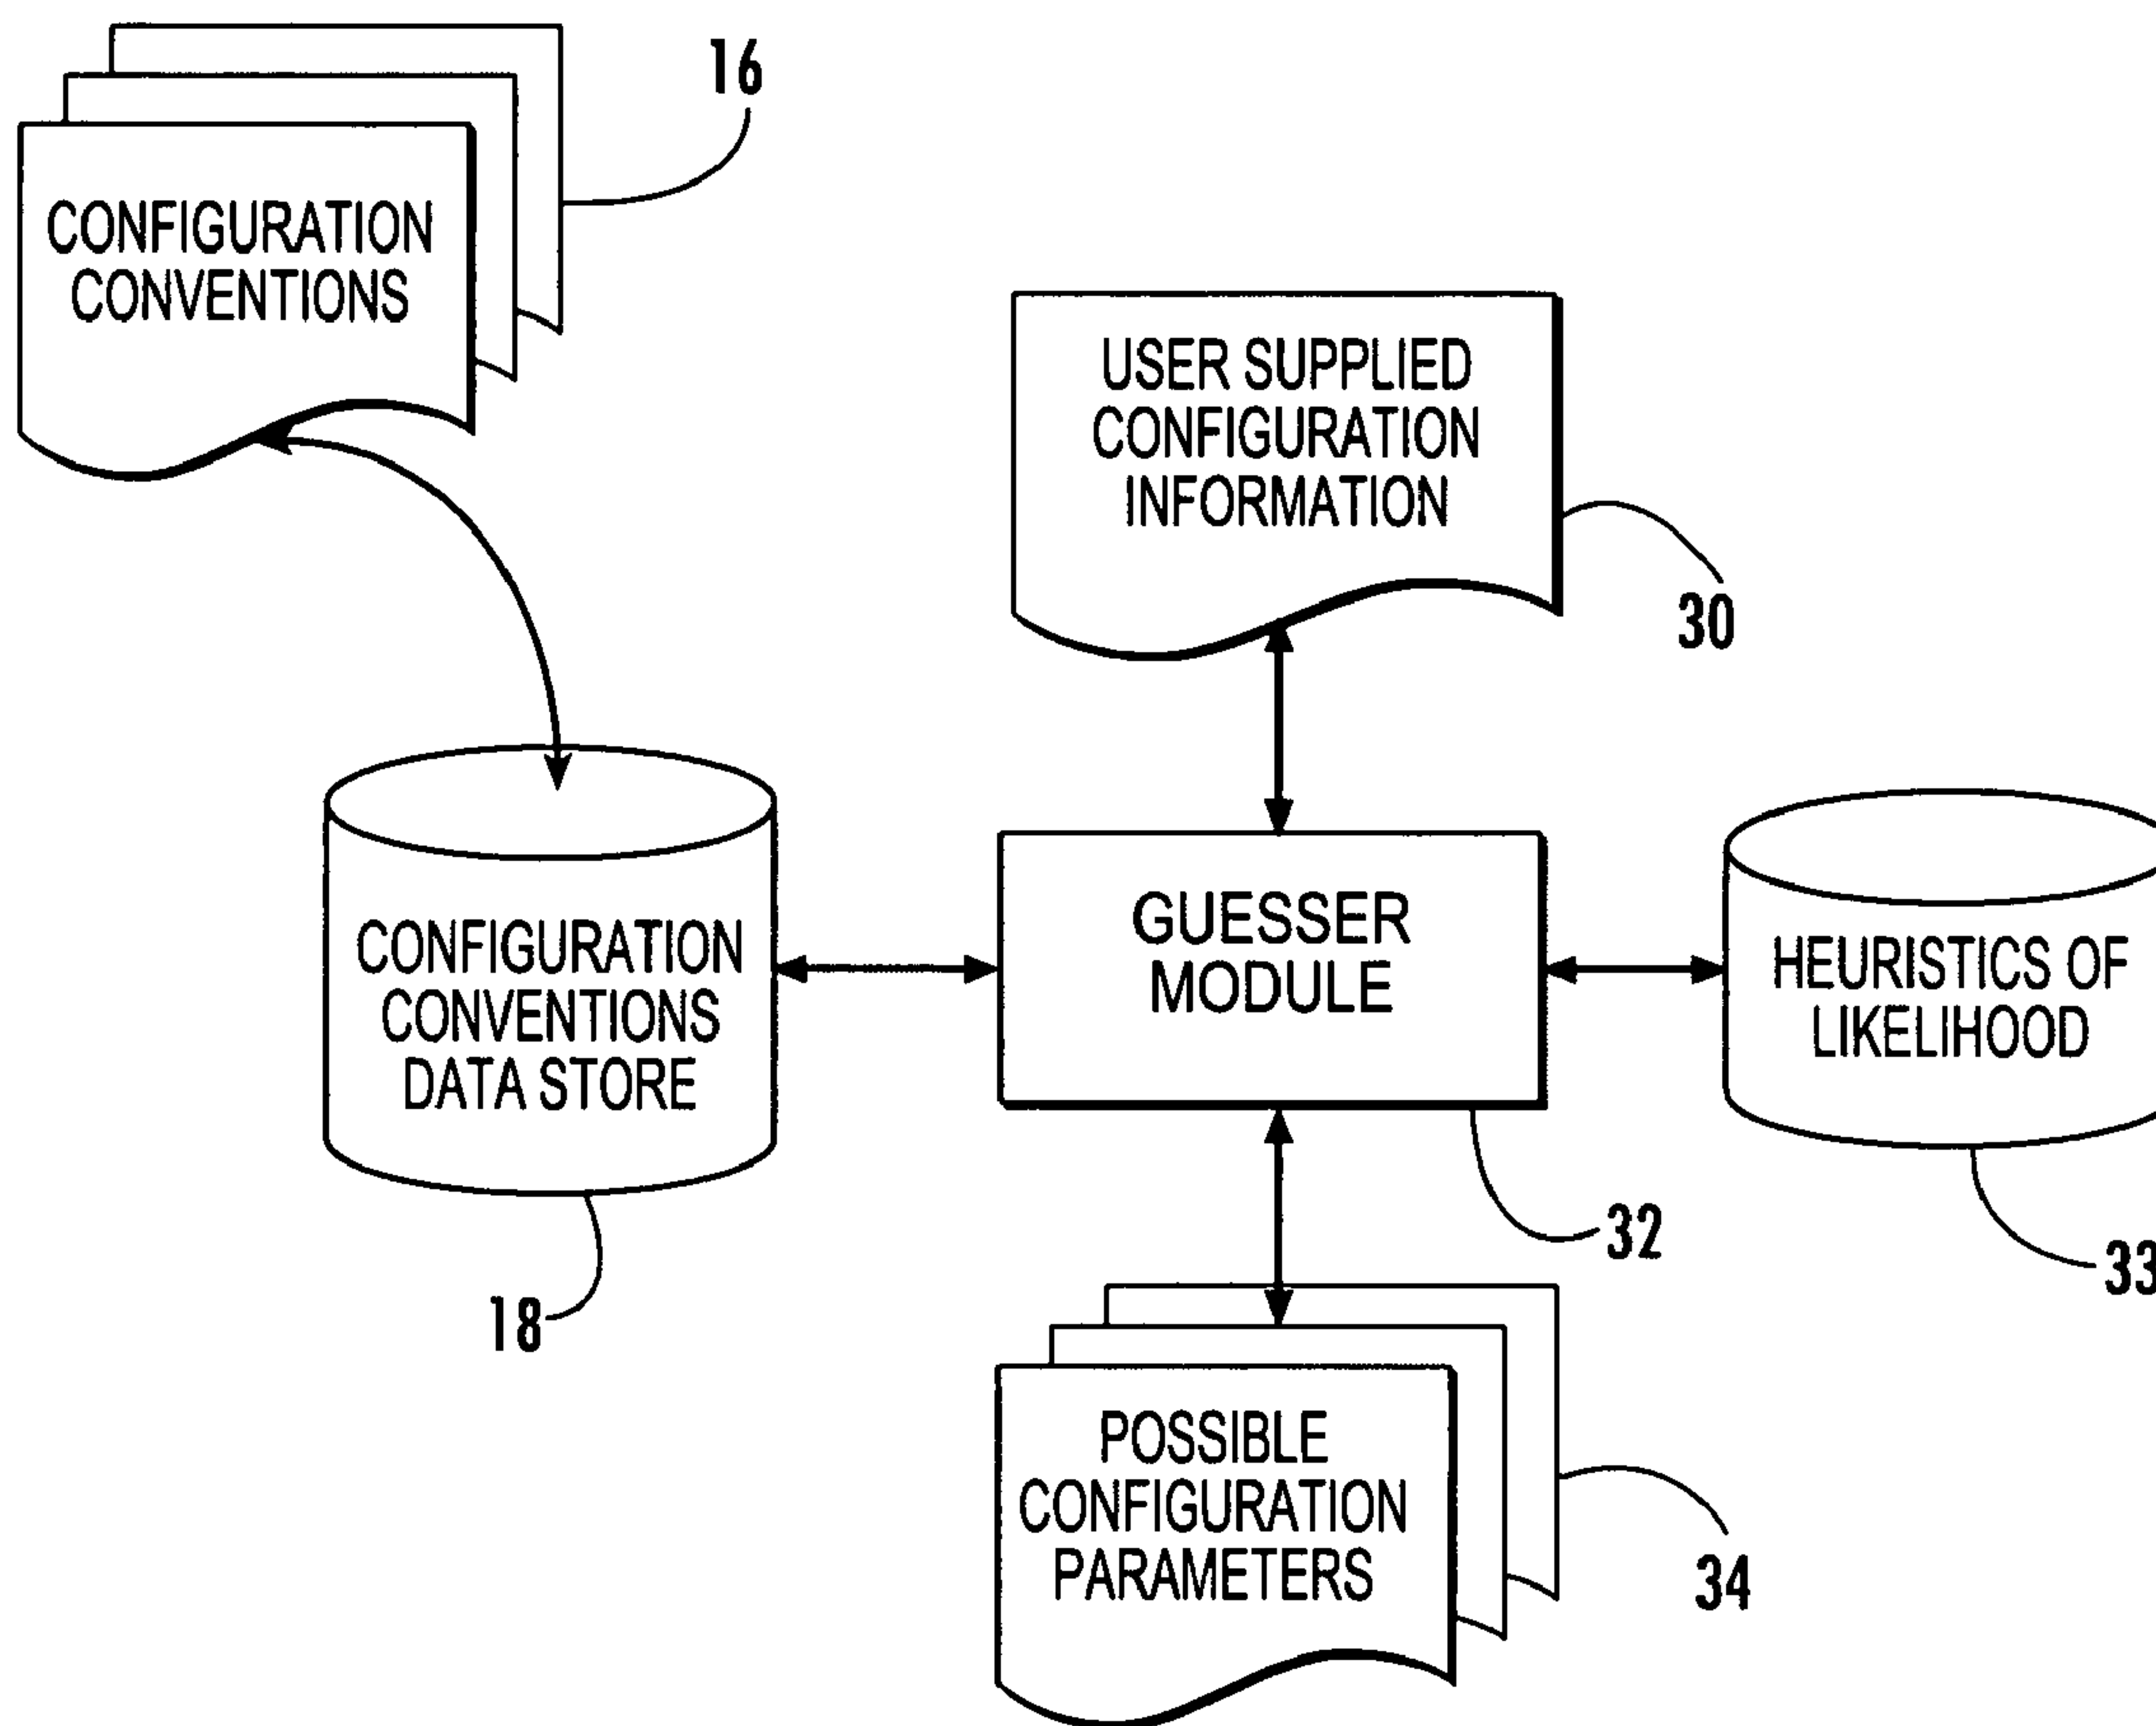 16
CONFIGURATION
CONVENTIONS
USER SUPPLIED
CONFIGURATION
INFORMATION
30
CONFIGURATION
CONVENTIONS
DATA STORE
18
GUESSER
MODULE
32
HEURISTICS OF
LIKELIHOOD
33
POSSIBLE
CONFIGURATION
PARAMETERS
34